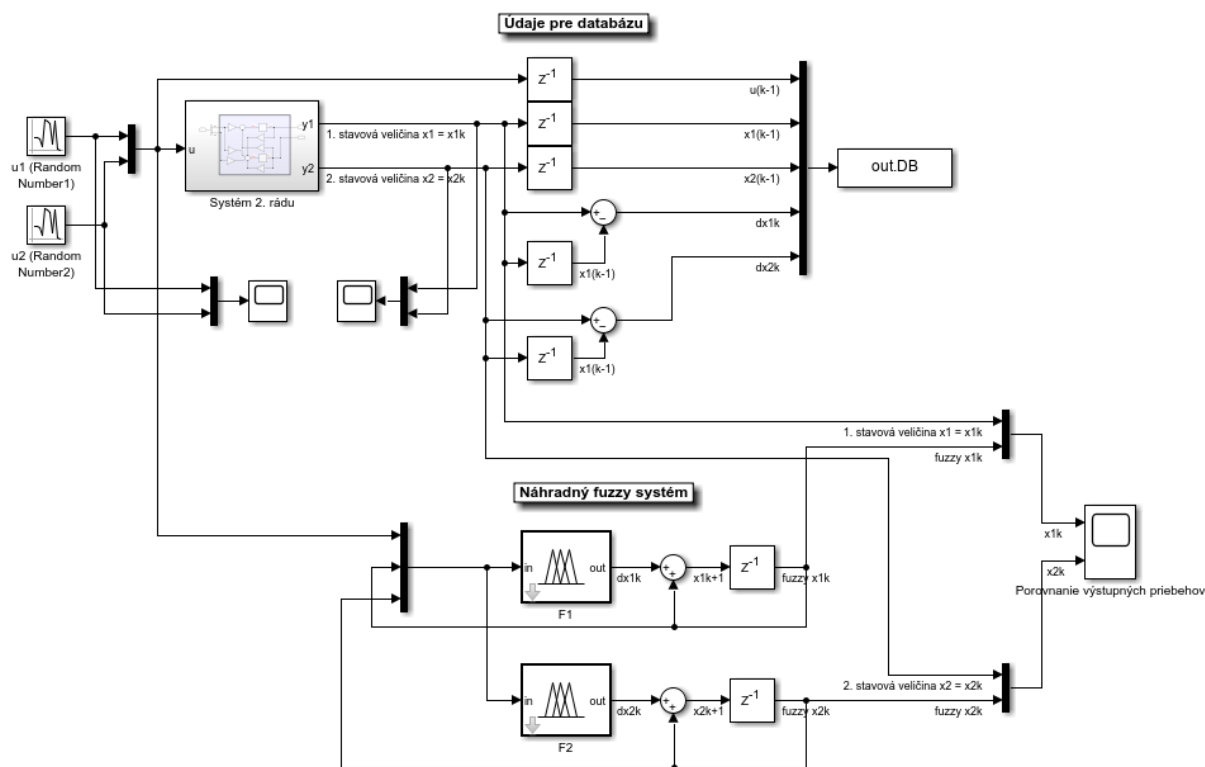 Údaje pre databázu
z-1
u(k-1)
u1 (Random
Number1)
u
y1
y2
Systém 2. rádu
1. stavová veličina x1 = x1k
2. stavová veličina x2 = x2k
z-1
x1(k-1)
z-1
x2(k-1)
out.DB
u2 (Random
Number2)
dx1k
z-1
x1(k-1)
dx2k
z-1
x1(k-1)
1. stavová veličina x1 = x1k
fuzzy x1k
Náhradný fuzzy systém
in
out
F1
dx1k
x1k+1
z-1
fuzzy x1k
x1k
x2k
Porovnanie výstupných priebehov
in
out
F2
dx2k
x2k+1
z-1
fuzzy x2k
2. stavová veličina x2 = x2k
fuzzy x2k